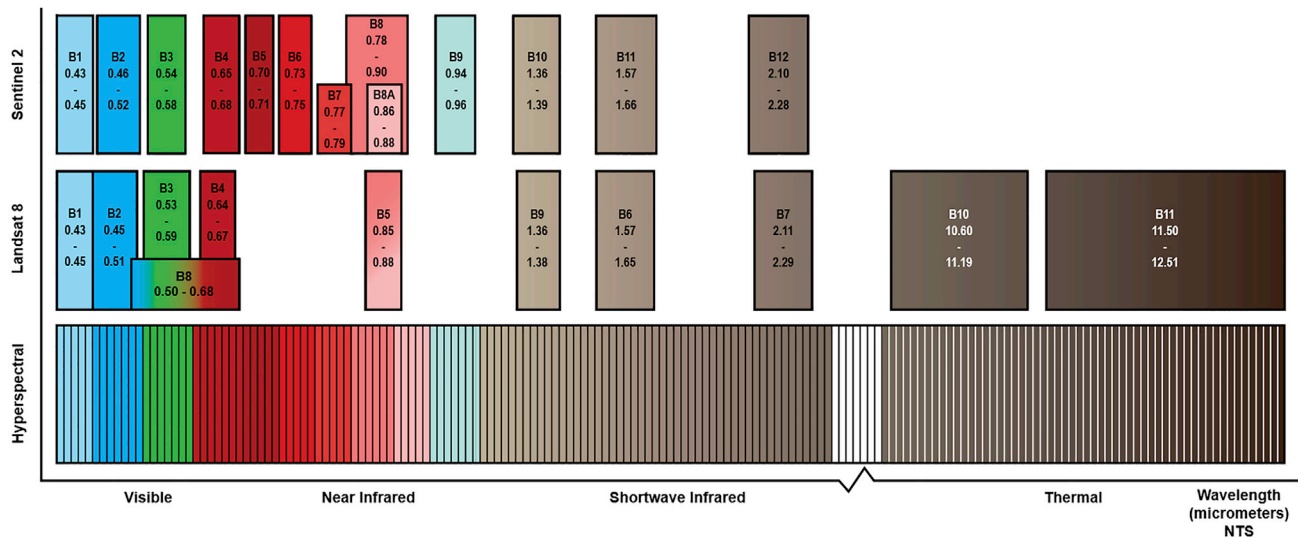 Sentinel 2
B1
0.43
-
0.45
B2
0.46
-
0.52
B3
0.54
-
0.58
B4
0.65
-
0.68
B5
0.70
-
0.71
B6
0.73
-
0.75
B7
0.77
-
0.79
B8
0.78
-
0.90
B8A
0.86
-
0.88
B9
0.94
-
0.96
B10
1.36
-
1.39
B11
1.57
-
1.66
B12
2.10
-
2.28
Landsat 8
B1
0.43
-
0.45
B2
0.45
-
0.51
B3
0.53
-
0.59
B4
0.64
-
0.67
B8
0.50 - 0.68
B5
0.85
-
0.88
B9
1.36
-
1.38
B6
1.57
-
1.65
B7
2.11
-
2.29
B10
10.60
-
11.19
B11
11.50
-
12.51
Hyperspectral
Visible
Near Infrared
Shortwave Infrared
Thermal
Wavelength
(micrometers)
NTS